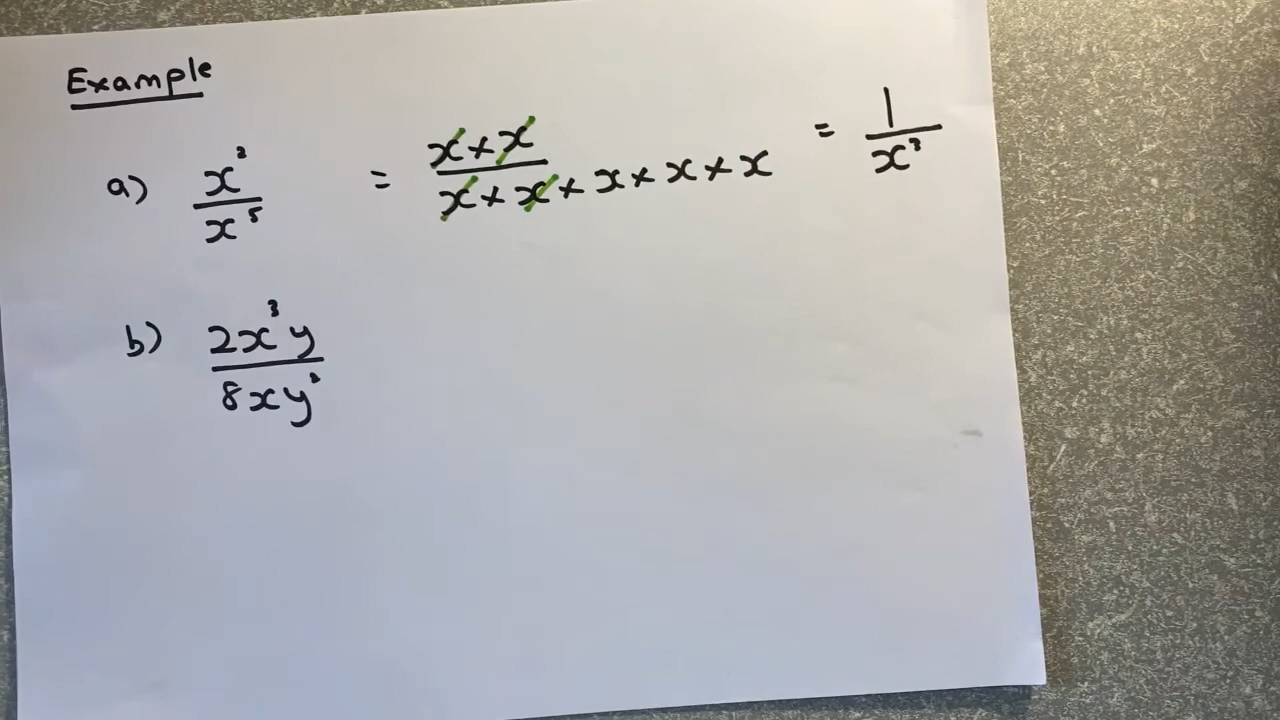 Example
a) x²/x⁵ = x×x/x×x×x×x×x = 1/x³
b) 2x³y/8xy²